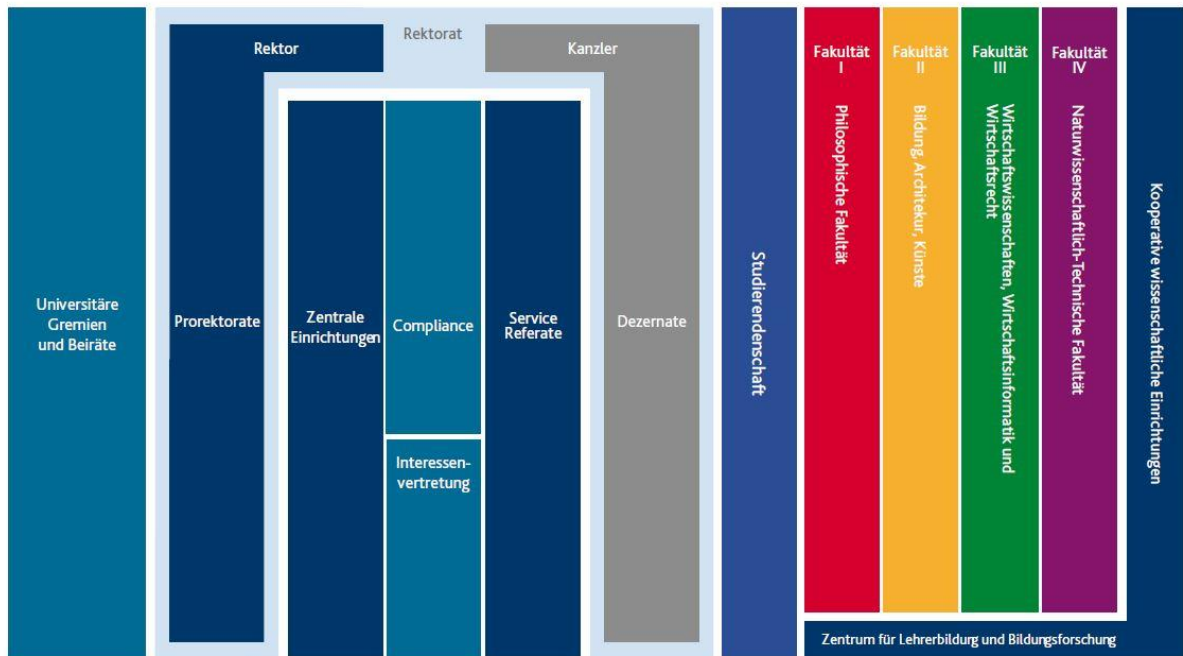 Universitäre
Gremien
und Beiräte
Rektorat
Rektor
Prorektorate
Kanzler
Dezernate
Zentrale
Einrichtungen
Compliance
Interessen-
vertretung
Service
Referate
Studierendenschaft
Fakultät
I
Philosophische Fakultät
Fakultät
II
Bildung, Architekur, Künste
Fakultät
III
Wirtschaftswissenschaften, Wirtschaftsinformatik und
Wirtschaftsrecht
Fakultät
IV
Naturwissenschaftlich-Technische Fakultät
Kooperative wissenschaftliche Einrichtungen
Zentrum für Lehrerbildung und Bildungsforschung